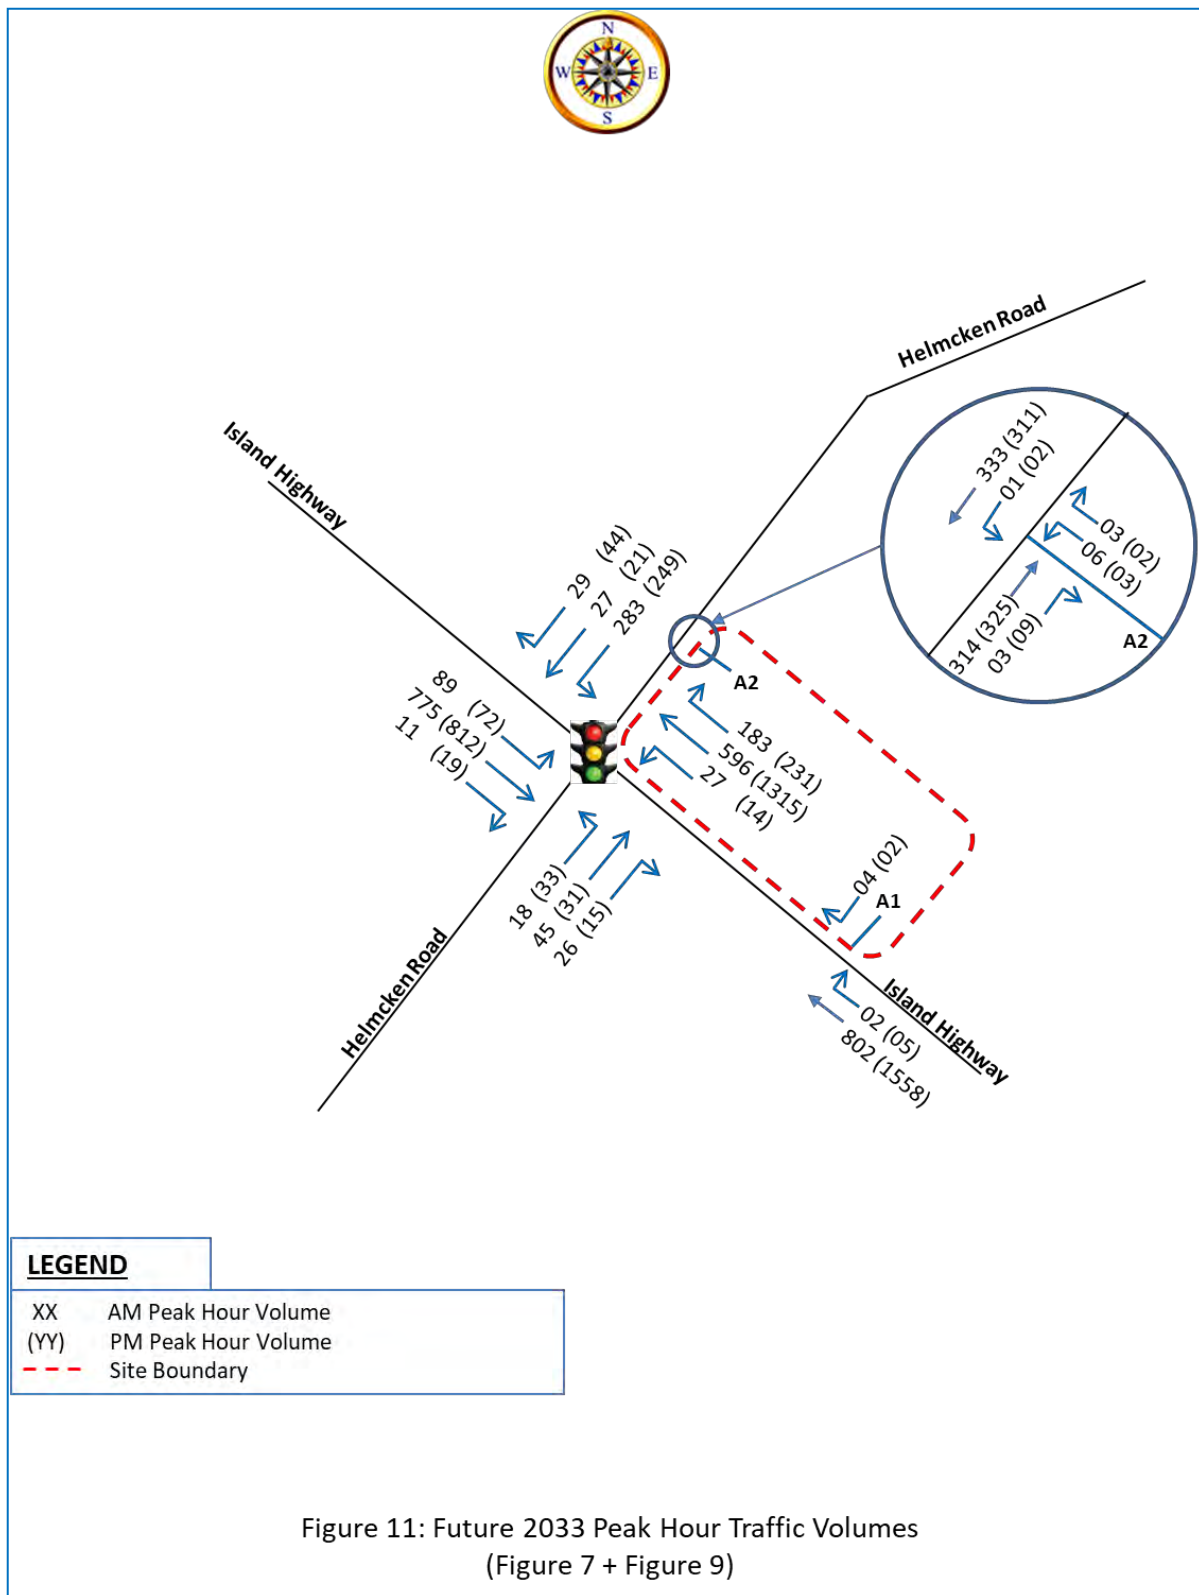 N
W E
S
Helmcken Road
Island Highway
333 (311)
01 (02)
03 (02)
06 (03)
314 (325)
03 (09)
A2
29 (44)
27 (21)
283 (249)
A2
89 (72)
775 (812)
11 (19)
183 (231)
596 (1315)
27 (14)
18 (33)
45 (31)
26 (15)
04 (02)
A1
02 (05)
802 (1558)
Island Highway
Helmcken Road
LEGEND
XX AM Peak Hour Volume
(YY) PM Peak Hour Volume
Site Boundary
Figure 11: Future 2033 Peak Hour Traffic Volumes
(Figure 7 + Figure 9)